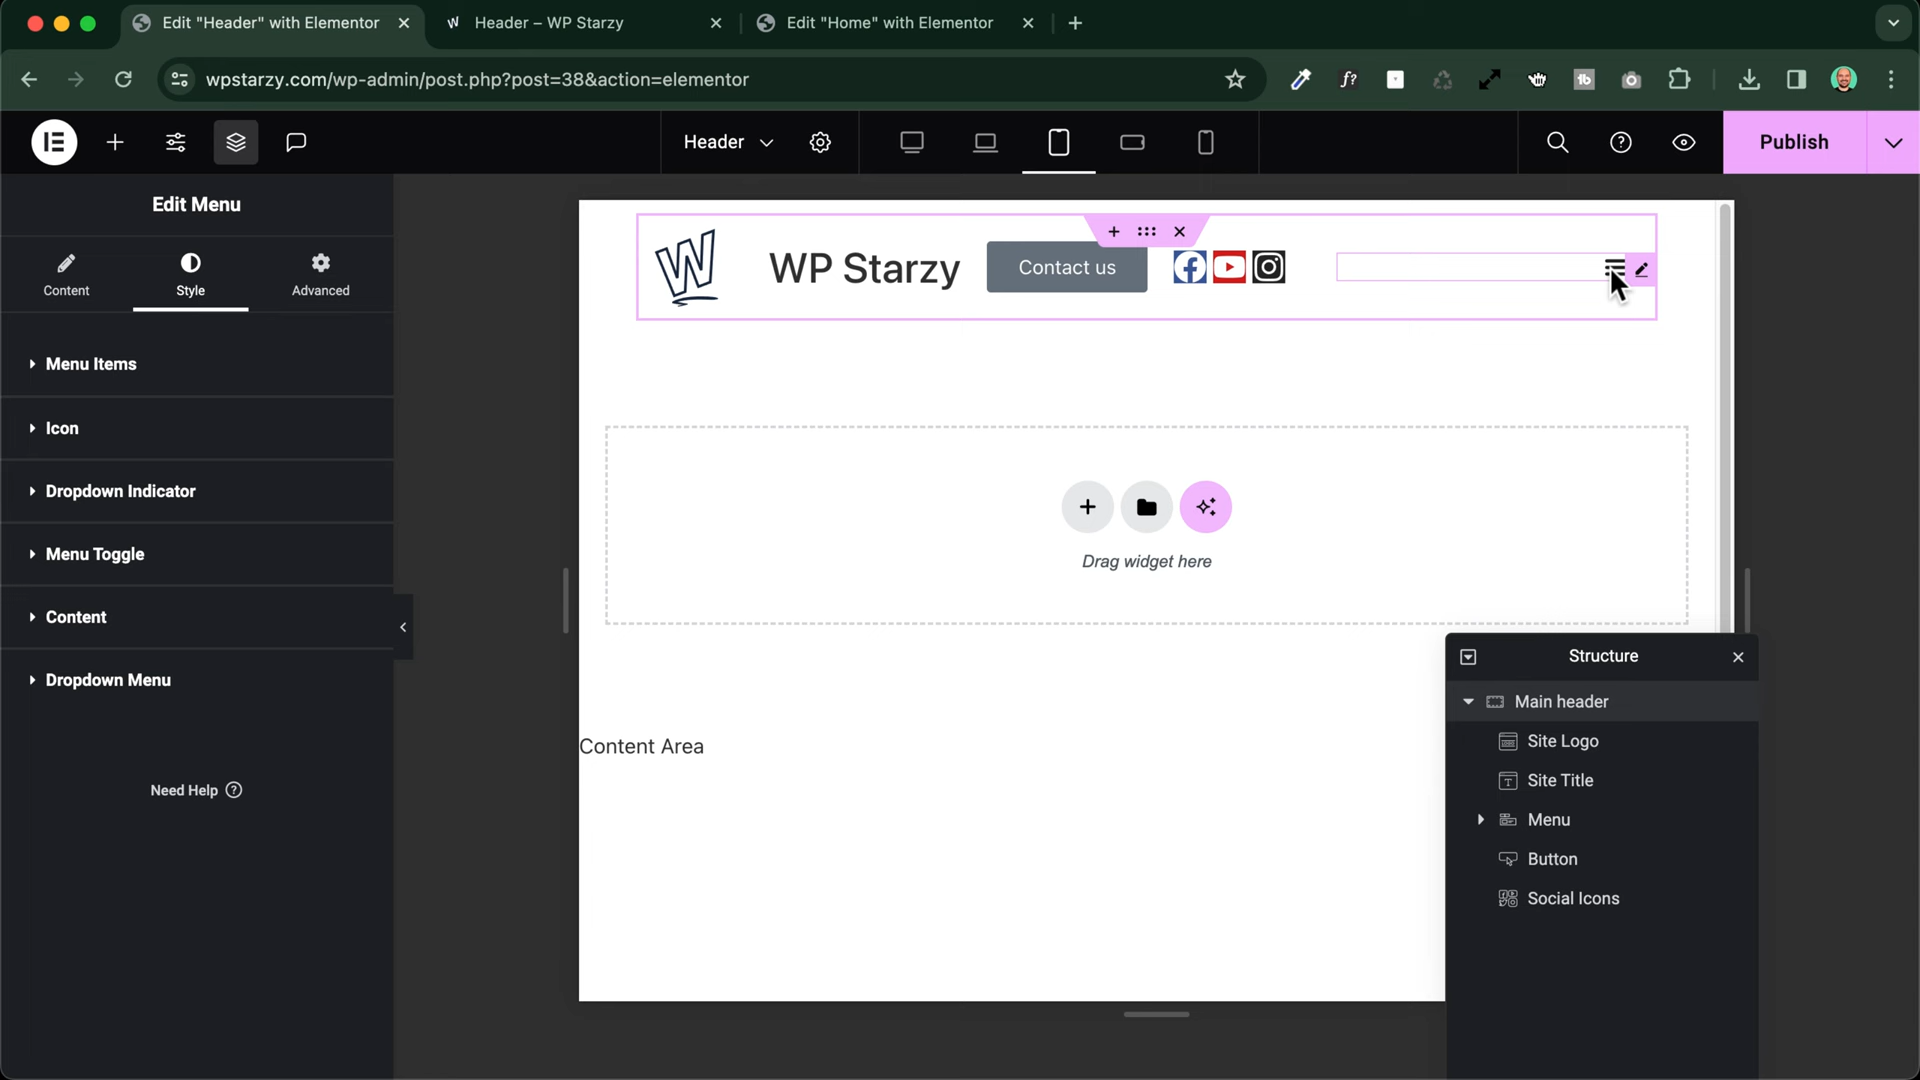 Edit "Header" with Elementor
Header – WP Starzy
Edit "Home" with Elementor
wpstarzy.com/wp-admin/post.php?post=38&action=elementor
Header
Publish
Edit Menu
Content
Style
Advanced
Menu Items
Icon
Dropdown Indicator
Menu Toggle
Content
Dropdown Menu
Need Help
WP Starzy
Contact us
Drag widget here
Content Area
Structure
Main header
Site Logo
Site Title
Menu
Button
Social Icons